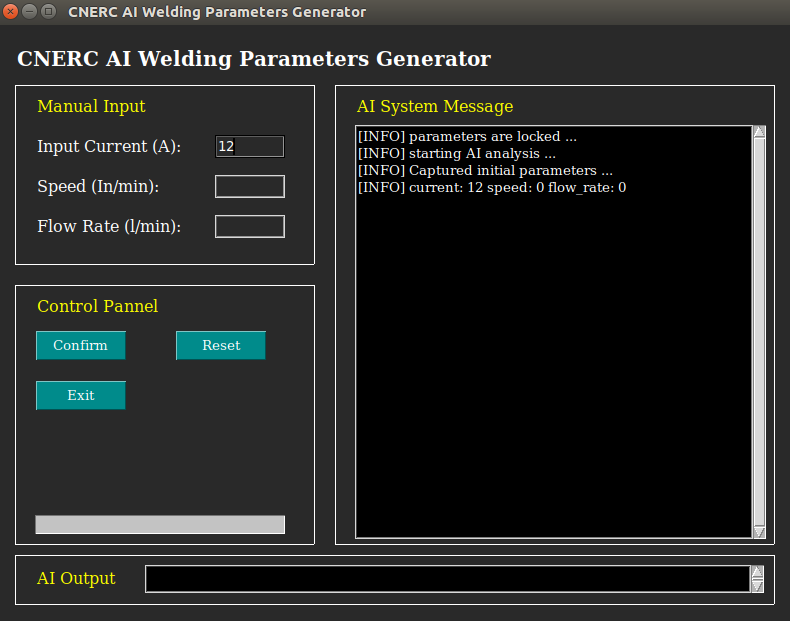 CNERC AI Welding Parameters Generator
CNERC AI Welding Parameters Generator
Manual Input
Input Current (A): 12
Speed (In/min):
Flow Rate (l/min):
Control Pannel
Confirm Reset
Exit
AI System Message
[INFO] parameters are locked ...
[INFO] starting AI analysis ...
[INFO] Captured initial parameters ...
[INFO] current: 12 speed: 0 flow_rate: 0
AI Output